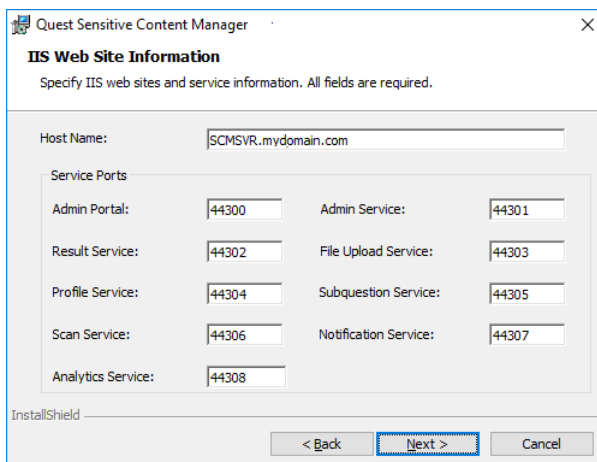 Quest Sensitive Content Manager
IIS Web Site Information
Specify IIS web sites and service information. All fields are required.
Host Name: SCMSVR.mydomain.com
Service Ports
Admin Portal: 44300 Admin Service: 44301
Result Service: 44302 File Upload Service: 44303
Profile Service: 44304 Subquestion Service: 44305
Scan Service: 44306 Notification Service: 44307
Analytics Service: 44308
InstallShield
< Back Next > Cancel